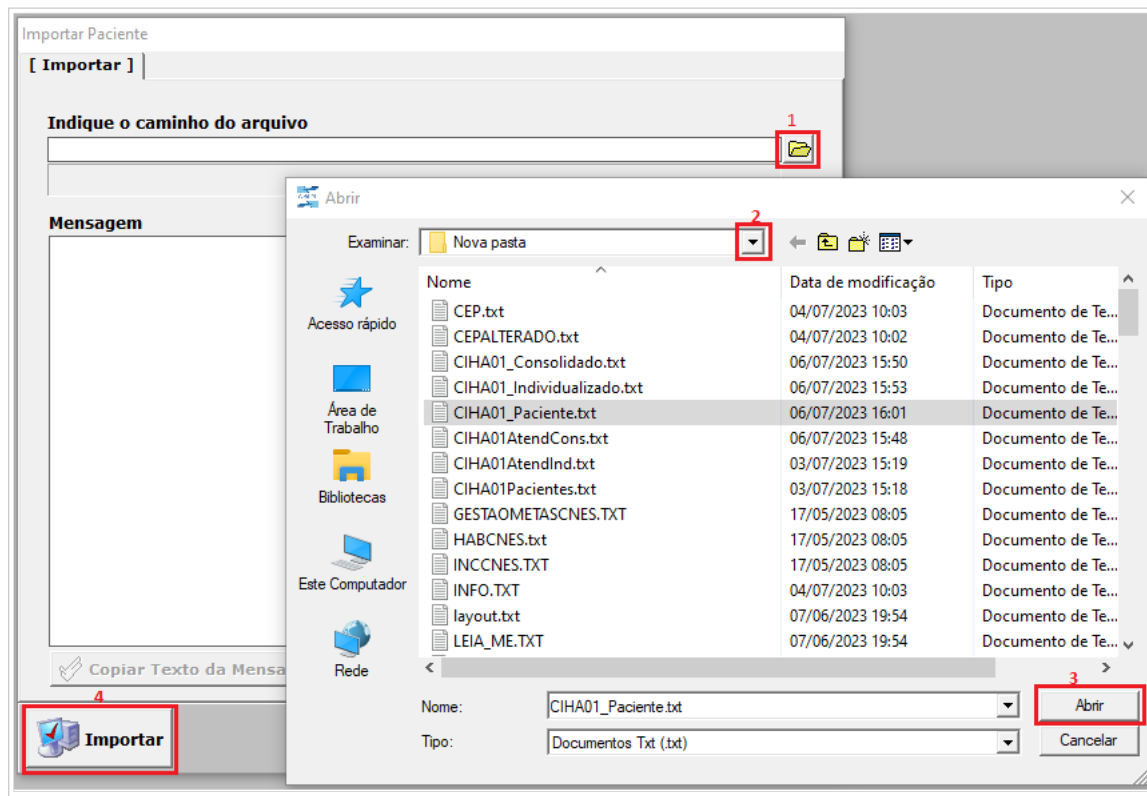 Importar Paciente
[ Importar ]
Indique o caminho do arquivo
1
Abrir
Mensagem
2
Examinar: Nova pasta
Nome Data de modificação Tipo
Acesso rápido
Área de
Trabalho
Bibliotecas
Este Computador
Rede
CEP.txt 04/07/2023 10:03 Documento de Te...
CEPALTERADO.txt 04/07/2023 10:02 Documento de Te...
CIHA01_Consolidado.txt 06/07/2023 15:50 Documento de Te...
CIHA01_Individualizado.txt 06/07/2023 15:53 Documento de Te...
CIHA01_Paciente.txt 06/07/2023 16:01 Documento de Te...
CIHA01AtendCons.txt 06/07/2023 15:48 Documento de Te...
CIHA01AtendInd.txt 03/07/2023 15:19 Documento de Te...
CIHA01Pacientes.txt 03/07/2023 15:18 Documento de Te...
GESTAOMETASCNES.TXT 17/05/2023 08:05 Documento de Te...
HABCNES.txt 17/05/2023 08:05 Documento de Te...
INCCNES.TXT 17/05/2023 08:05 Documento de Te...
INFO.TXT 04/07/2023 10:03 Documento de Te...
layout.txt 07/06/2023 19:54 Documento de Te...
LEIA_ME.TXT 07/06/2023 19:54 Documento de Te...
Copiar Texto da Mensa
3
Nome: CIHA01_Paciente.txt Abrir
Tipo: Documentos Txt (.txt) Cancelar
4
Importar